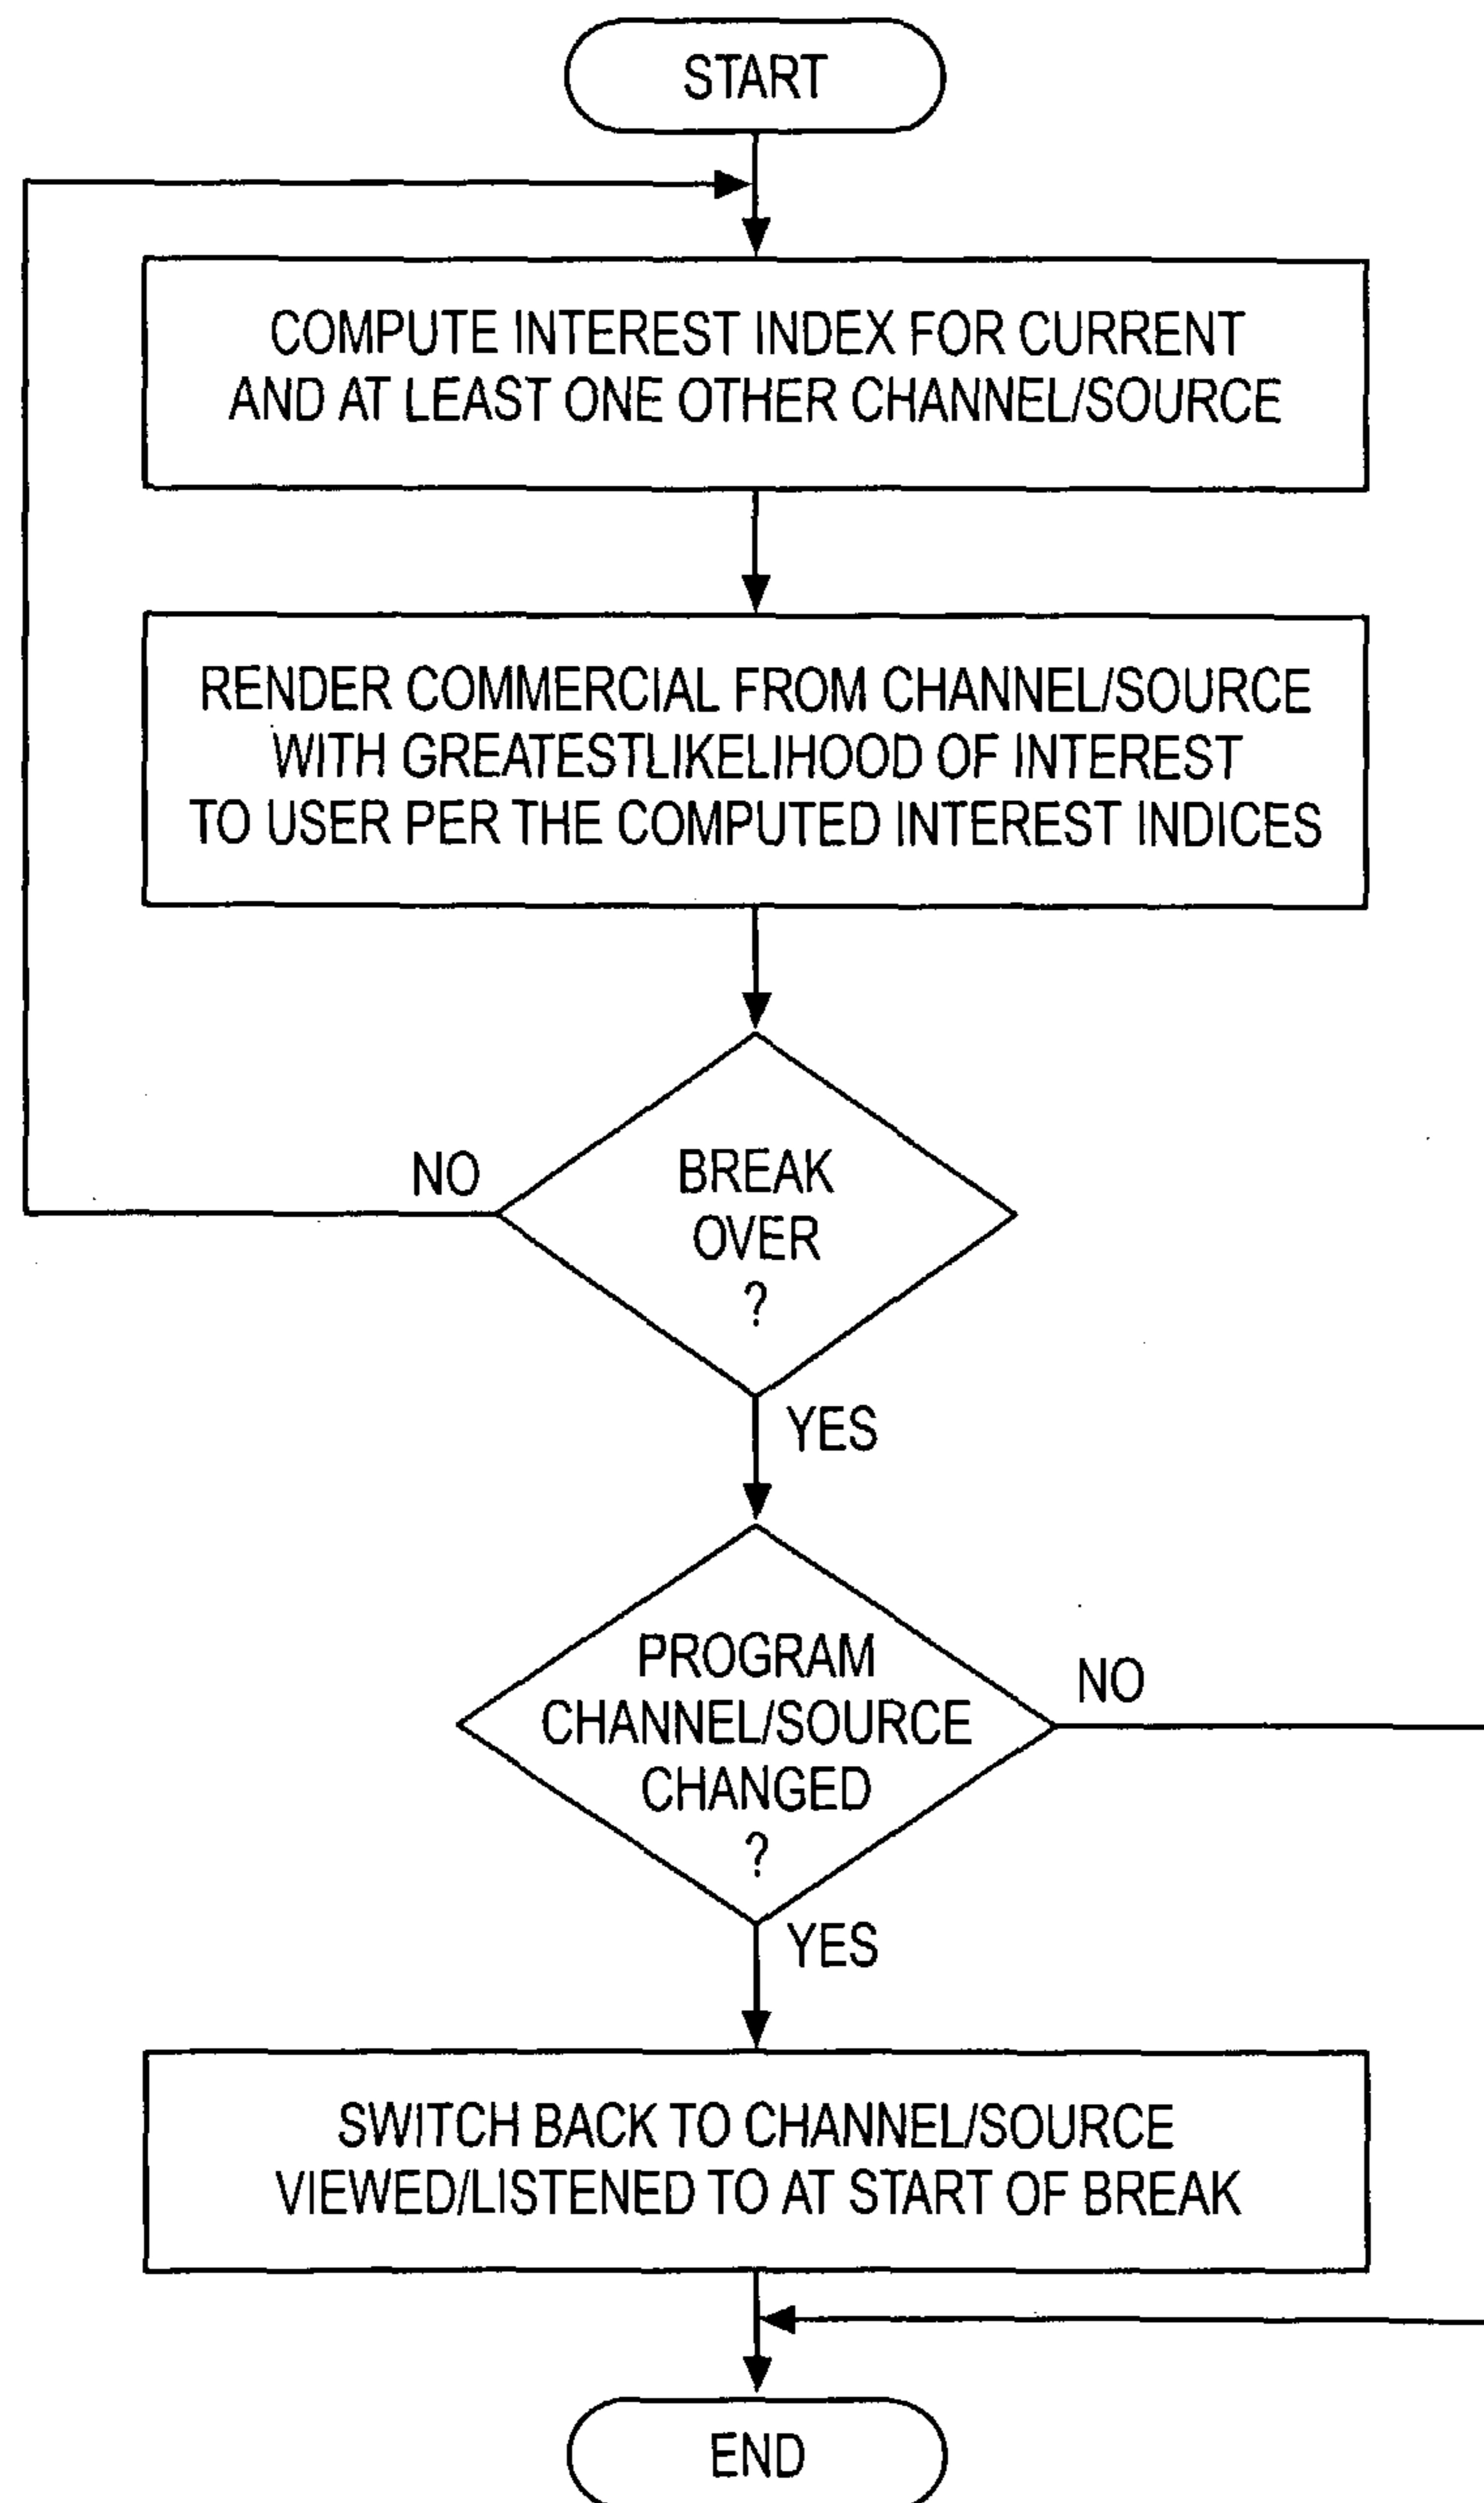 START
COMPUTE INTEREST INDEX FOR CURRENT
AND AT LEAST ONE OTHER CHANNEL/SOURCE
RENDER COMMERCIAL FROM CHANNEL/SOURCE
WITH GREATESTLIKELIHOOD OF INTEREST
TO USER PER THE COMPUTED INTEREST INDICES
NO
BREAK
OVER
?
YES
PROGRAM
CHANNEL/SOURCE
CHANGED
?
NO
YES
SWITCH BACK TO CHANNEL/SOURCE
VIEWED/LISTENED TO AT START OF BREAK
END